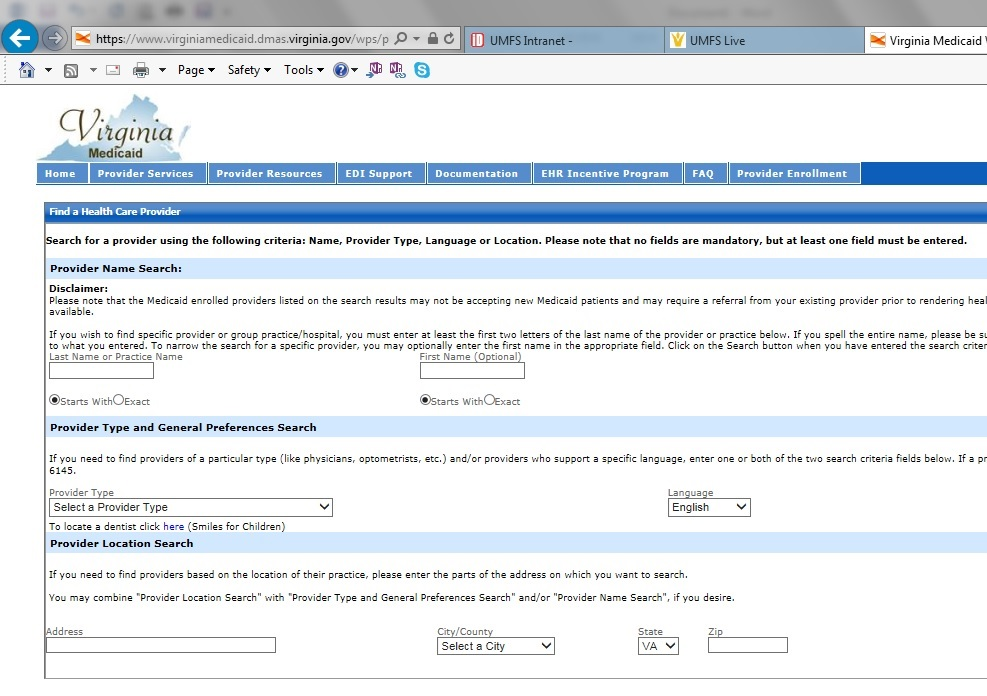 https://www.virginiamedicaid.dmas.virginia.gov/wps/p
UMFS Intranet -
UMFS Live
Virginia Medicaid
Page Safety Tools
Virginia
Medicaid
Home Provider Services Provider Resources EDI Support Documentation EHR Incentive Program FAQ Provider Enrollment
Find a Health Care Provider
Search for a provider using the following criteria: Name, Provider Type, Language or Location. Please note that no fields are mandatory, but at least one field must be entered.
Provider Name Search:
Disclaimer:
Please note that the Medicaid enrolled providers listed on the search results may not be accepting new Medicaid patients and may require a referral from your existing provider prior to rendering heal
available.
If you wish to find specific provider or group practice/hospital, you must enter at least the first two letters of the last name of the provider or practice below. If you spell the entire name, please be su
to what you entered. To narrow the search for a specific provider, you may optionally enter the first name in the appropriate field. Click on the Search button when you have entered the search criter
Last Name or Practice Name First Name (Optional)
Starts With Exact Starts With Exact
Provider Type and General Preferences Search
If you need to find providers of a particular type (like physicians, optometrists, etc.) and/or providers who support a specific language, enter one or both of the two search criteria fields below. If a pr
6145.
Provider Type Language
Select a Provider Type English
To locate a dentist click here (Smiles for Children)
Provider Location Search
If you need to find providers based on the location of their practice, please enter the parts of the address on which you want to search.
You may combine "Provider Location Search" with "Provider Type and General Preferences Search" and/or "Provider Name Search", if you desire.
Address City/County State Zip
Select a City VA